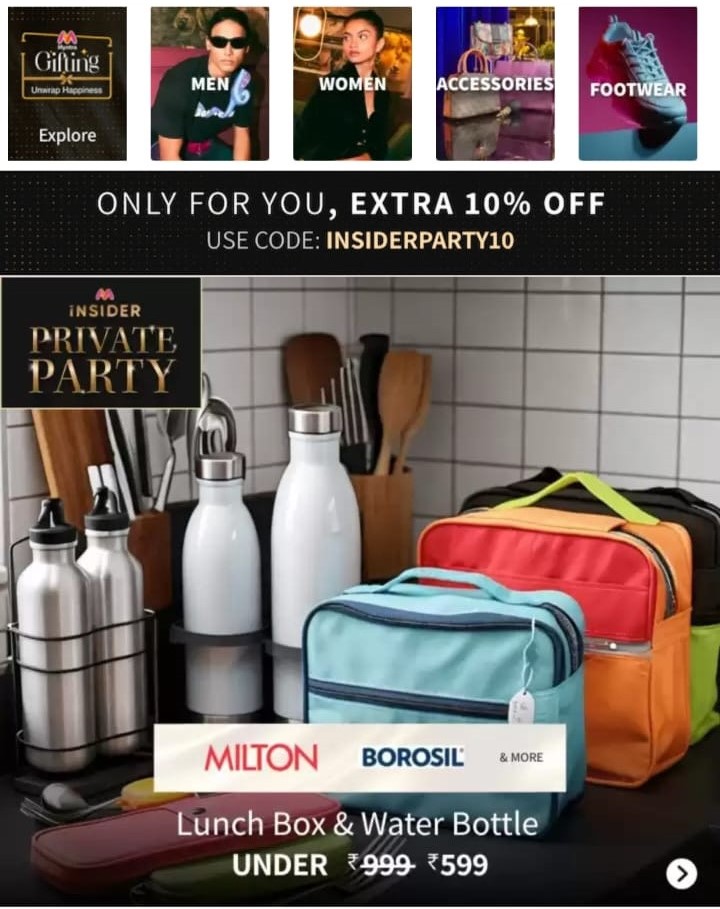 Myntra
Gifting
Unwrap Happiness
Explore
MEN
WOMEN
ACCESSORIES
FOOTWEAR
ONLY FOR YOU, EXTRA 10% OFF
USE CODE: INSIDERPARTY10
INSIDER
PRIVATE
PARTY
MILTON BOROSIL & MORE
Lunch Box & Water Bottle
UNDER ₹999 ₹599